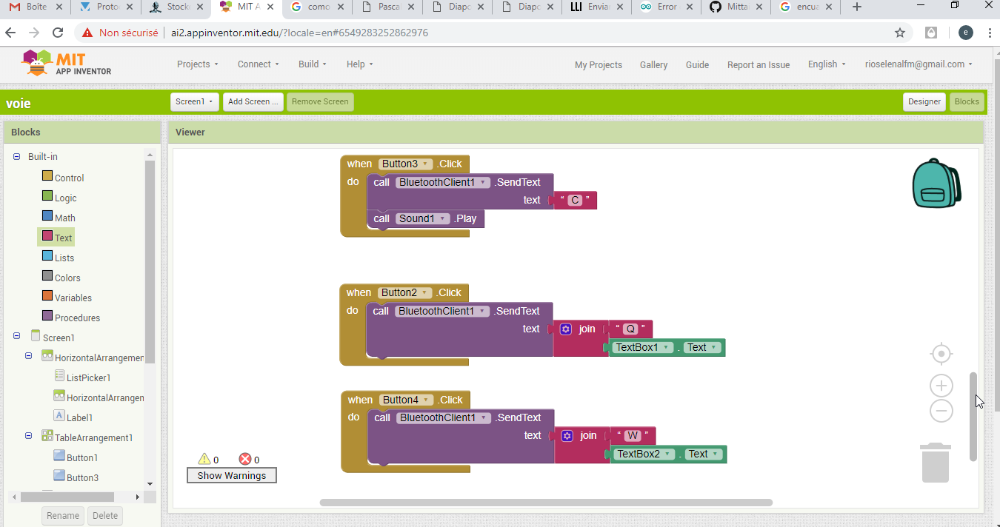 Boîte
Proto
Stock
MIT A
como
Pascal
Diapo
Diapo
Envia
Error
Mitta
encua
Non sécurisé
ai2.appinventor.mit.edu/?locale=en#6549283252862976
e
MIT
APP INVENTOR
Projects
Connect
Build
Help
My Projects
Gallery
Guide
Report an Issue
English
rioselenalfm@gmail.com
voie
Screen1
Add Screen ...
Remove Screen
Designer
Blocks
Blocks
Viewer
Built-in
Control
Logic
Math
Text
Lists
Colors
Variables
Procedures
Screen1
HorizontalArrangemen
ListPicker1
HorizontalArrangen
A Label1
TableArrangement1
Button1
Button3
Rename
Delete
when Button3 .Click
do call BluetoothClient1 .SendText
text " C "
call Sound1 .Play
when Button2 .Click
do call BluetoothClient1 .SendText
text join " Q "
TextBox1 . Text
when Button4 .Click
do call BluetoothClient1 .SendText
text join " W "
TextBox2 . Text
0 0
Show Warnings